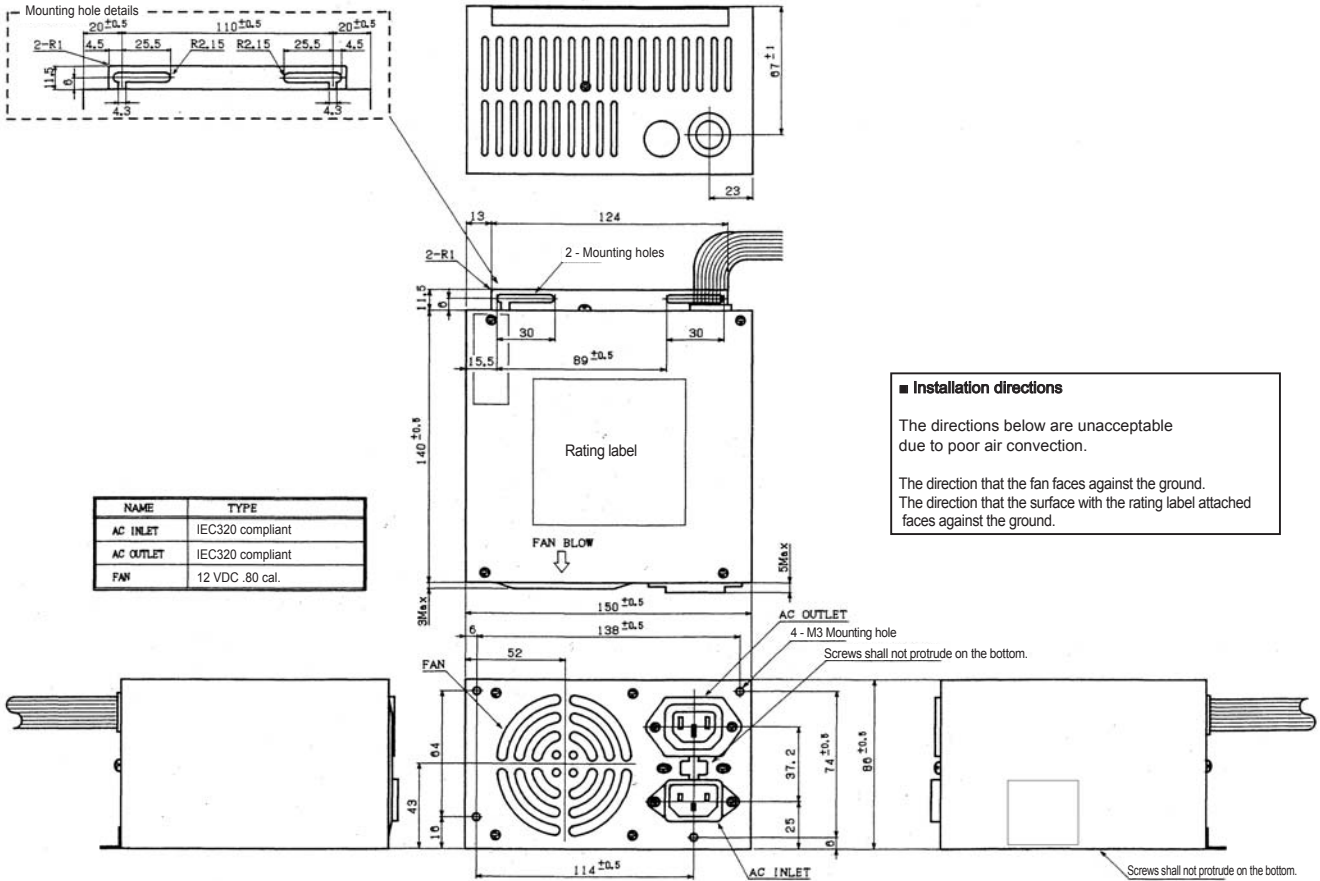 Mounting hole details
20±0.5 110±0.5 20±0.5
4.5 25.5 R2.15 R2.15 25.5 4.5
2-R1
11.5
6
4.3 4.3
67±1
23
13 124
2-R1
2 - Mounting holes
11.5
6
30 30
15.5 89±0.5
140±0.5
Rating label
FAN BLOW
3Max
5Max
150±0.5
■ Installation directions
The directions below are unacceptable
due to poor air convection.
The direction that the fan faces against the ground.
The direction that the surface with the rating label attached
faces against the ground.
NAME TYPE
AC INLET IEC320 compliant
AC OUTLET IEC320 compliant
FAN 12 VDC .80 cal.
AC OUTLET
6 138±0.5
4 - M3 Mounting hole
52
Screws shall not protrude on the bottom.
FAN
64
43
16
37.2
25
74±0.5
6
86±0.5
114±0.5
AC INLET
Screws shall not protrude on the bottom.